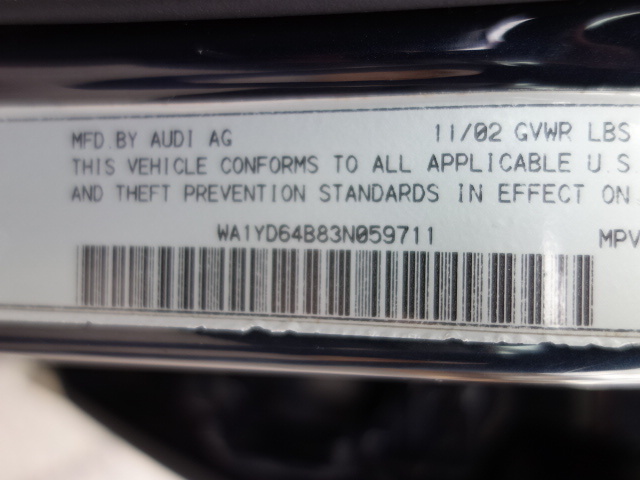 MFD.BY AUDI AG 11/02 GVWR LBS
THIS VEHICLE CONFORMS TO ALL APPLICABLE U.S
AND THEFT PREVENTION STANDARDS IN EFFECT ON
WA1YD64B83N059711 MPV